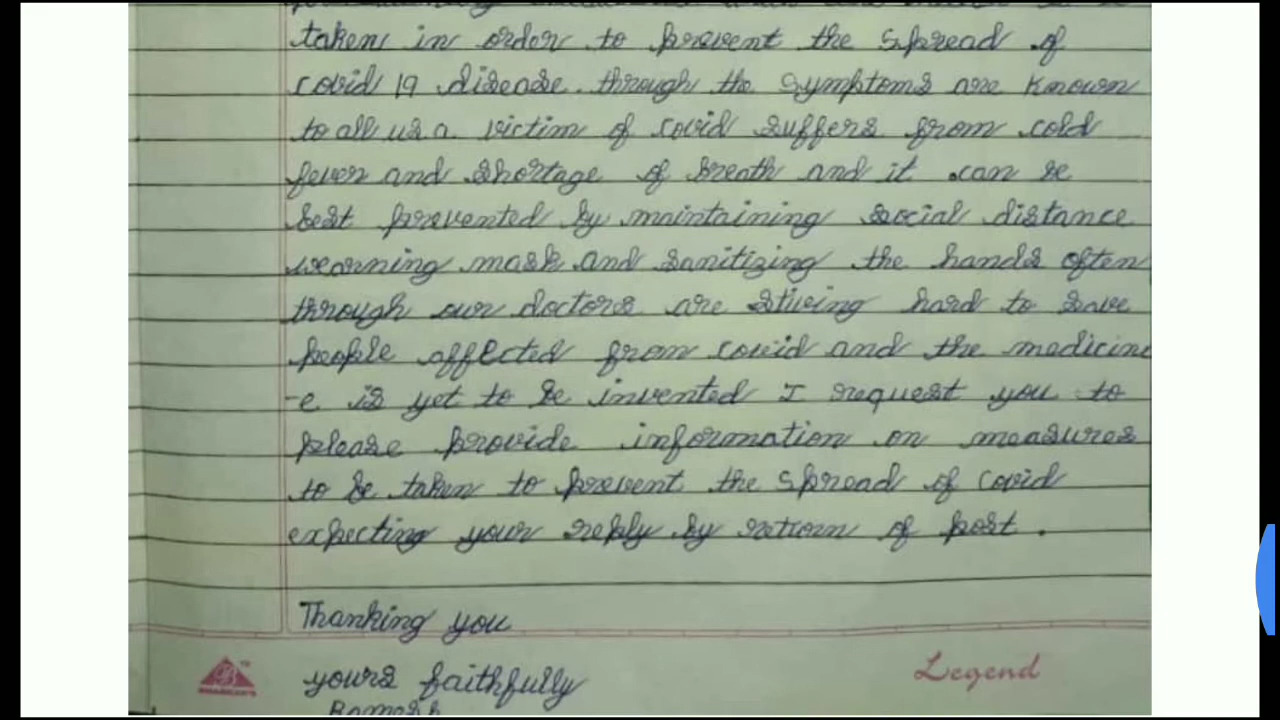 taken in order to prevent the spread of
covid 19 disease. through the symptoms are known
to all us a victim of covid suffers from cold
fever and shortage of breath and it can be
best prevented by maintaining social distance
wearning mask and sanitizing the hands often
through our doctors are stiving hard to save
people affected from covid and the medicin
-e is yet to be invented I request you to
please provide information on measures
to be taken to prevent the spread of covid
expecting your reply by return of post.
Thanking you
yours faithfully
Ramesh
Legend